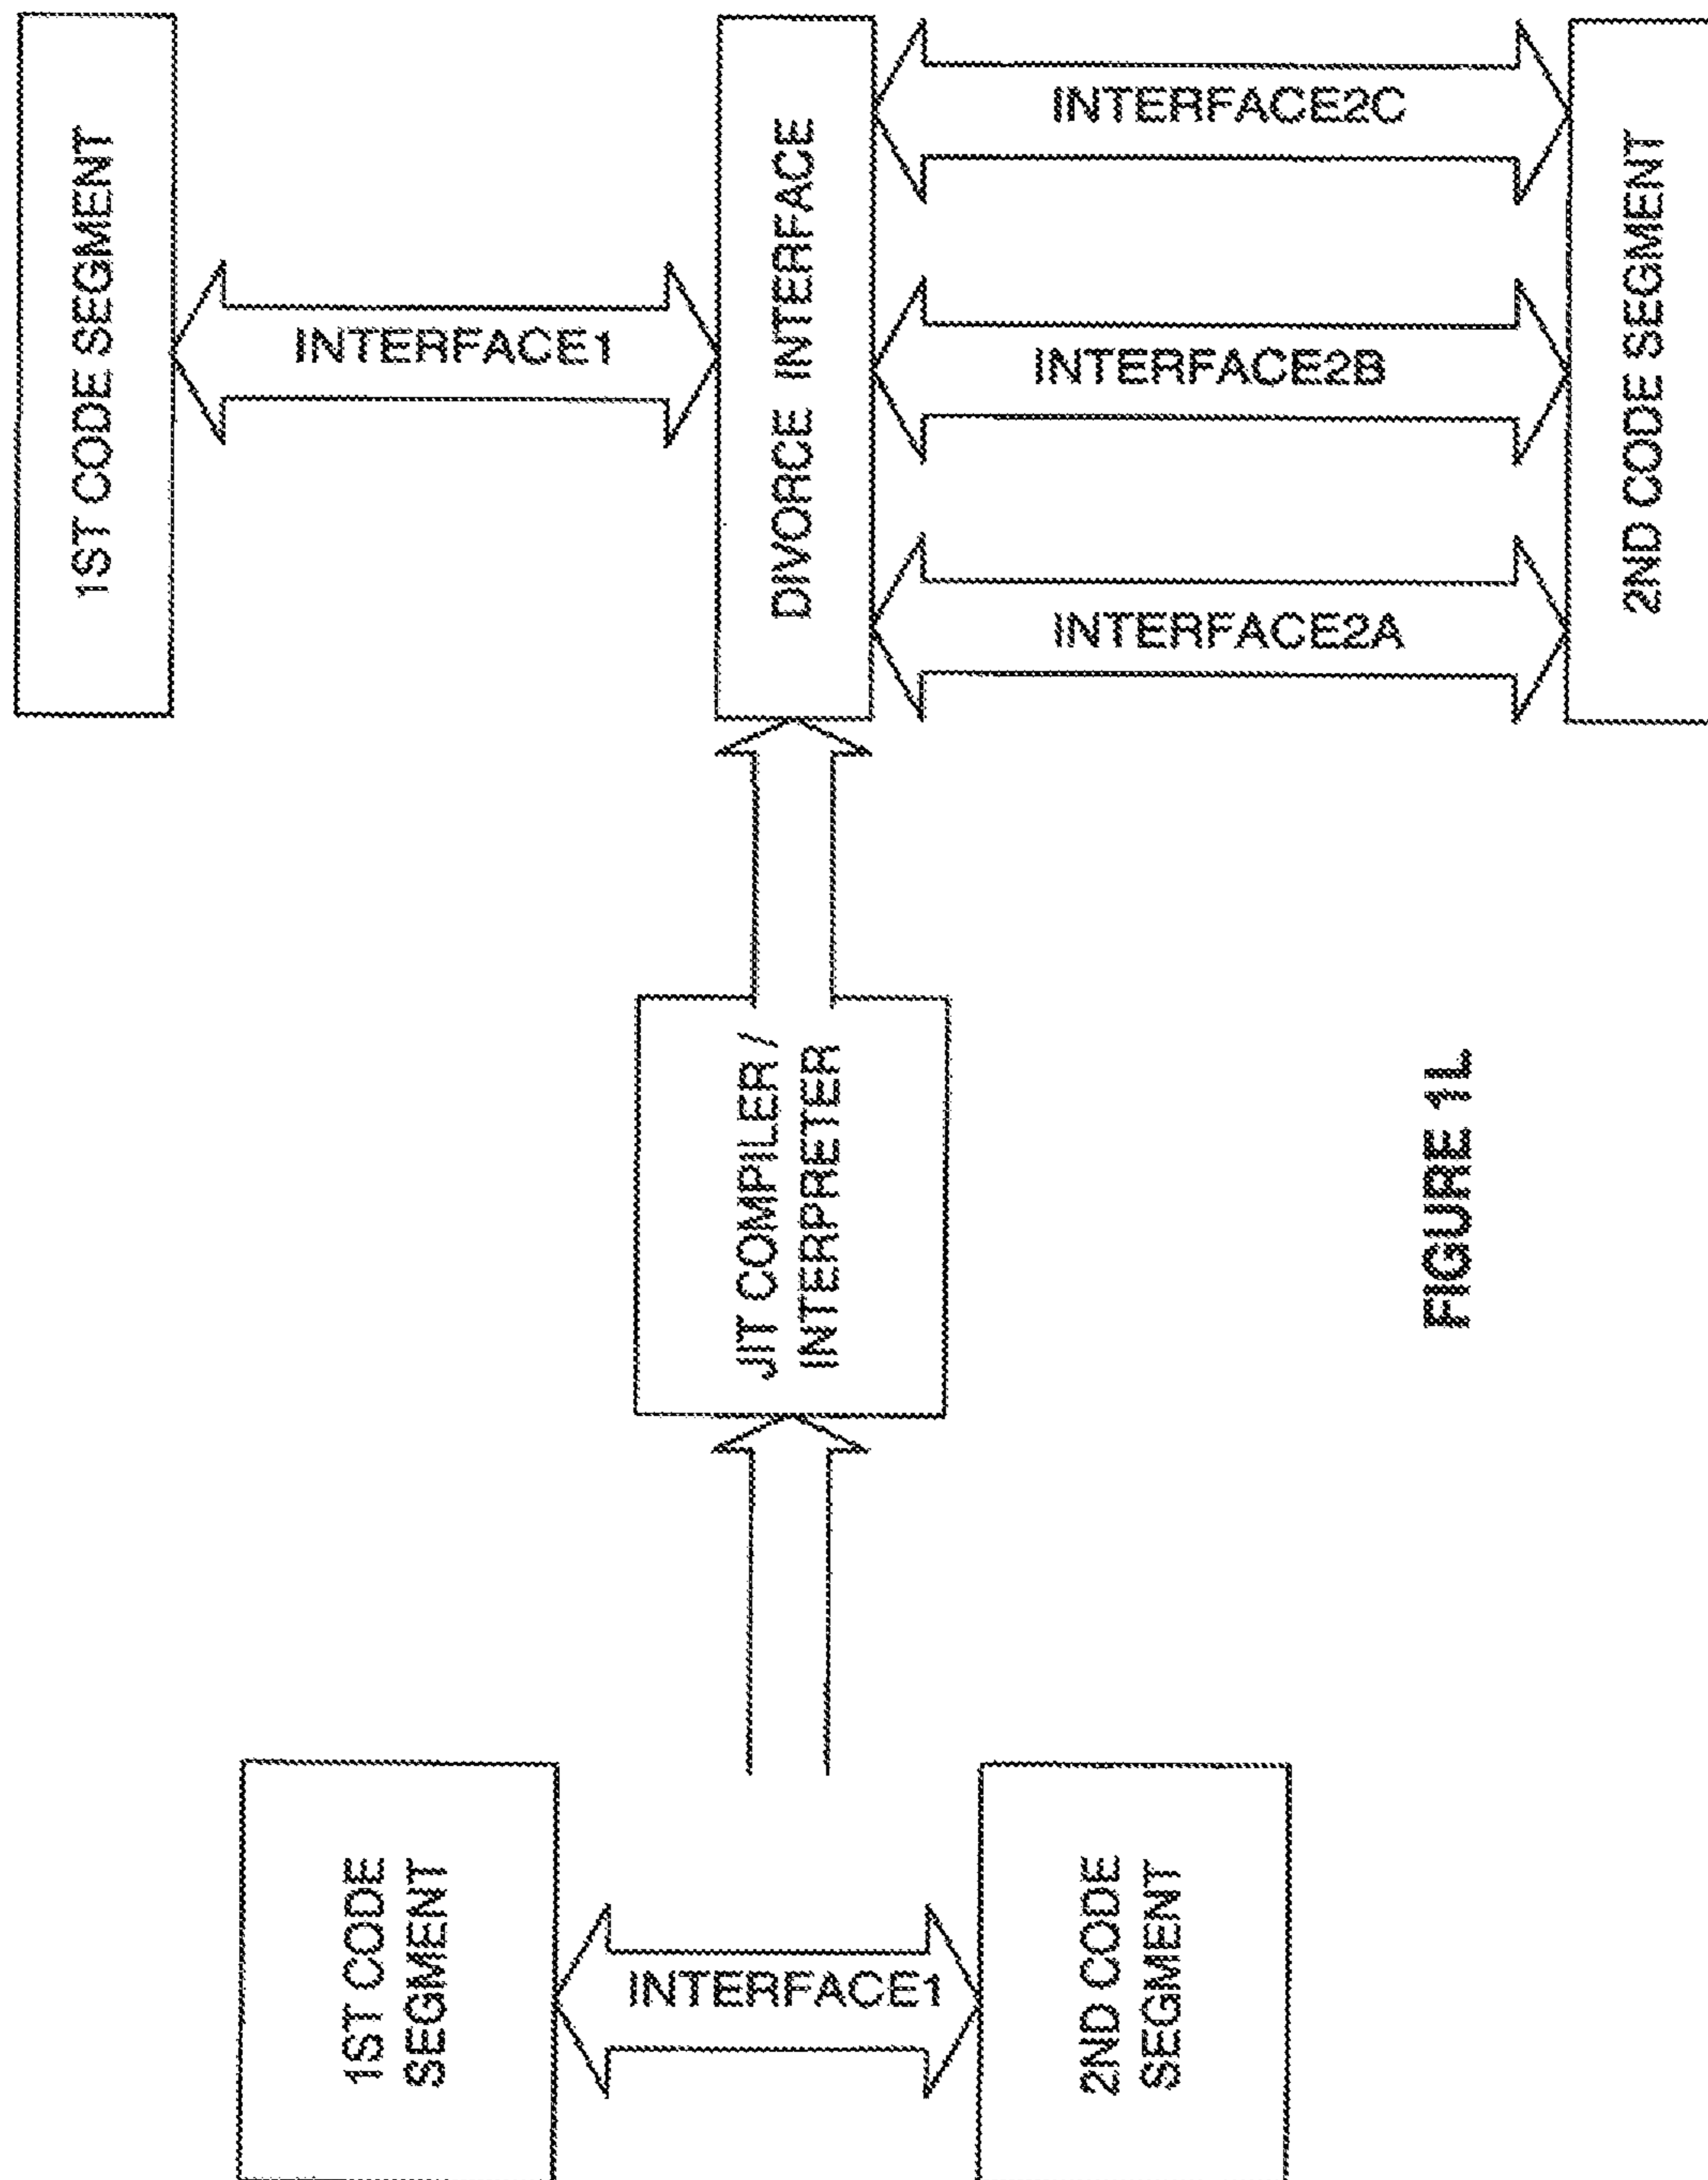 1ST CODE
SEGMENT
INTERFACE1
2ND CODE
SEGMENT
JIT COMPILER /
INTERPRETER
1ST CODE SEGMENT
INTERFACE1
DIVORCE INTERFACE
INTERFACE2A
INTERFACE2B
INTERFACE2C
2ND CODE SEGMENT
FIGURE 1L